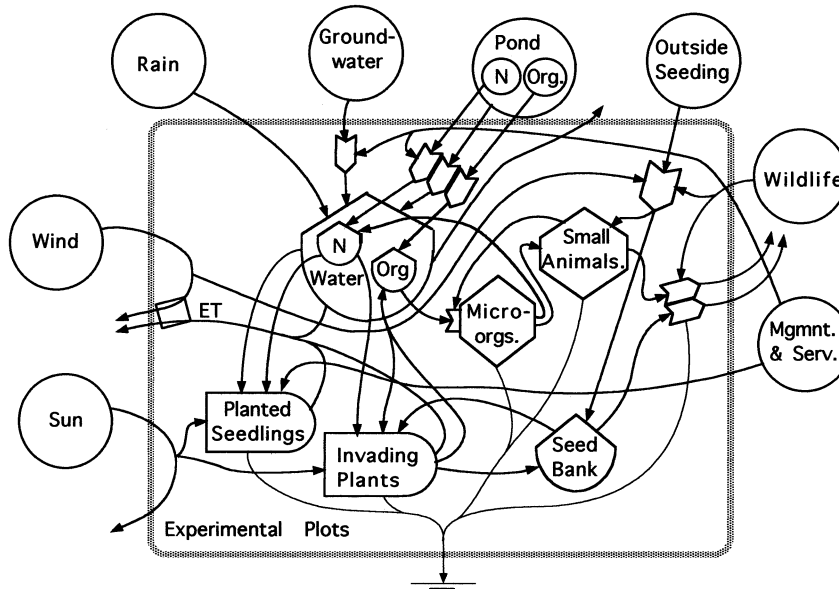 Rain
Ground-
water
Pond
N
Org.
Outside
Seeding
Wildlife
Wind
ET
N
Water
Org
Small
Animals.
Micro-
orgs.
Mgmnt.
& Serv.
Sun
Planted
Seedlings
Invading
Plants
Seed
Bank
Experimental Plots